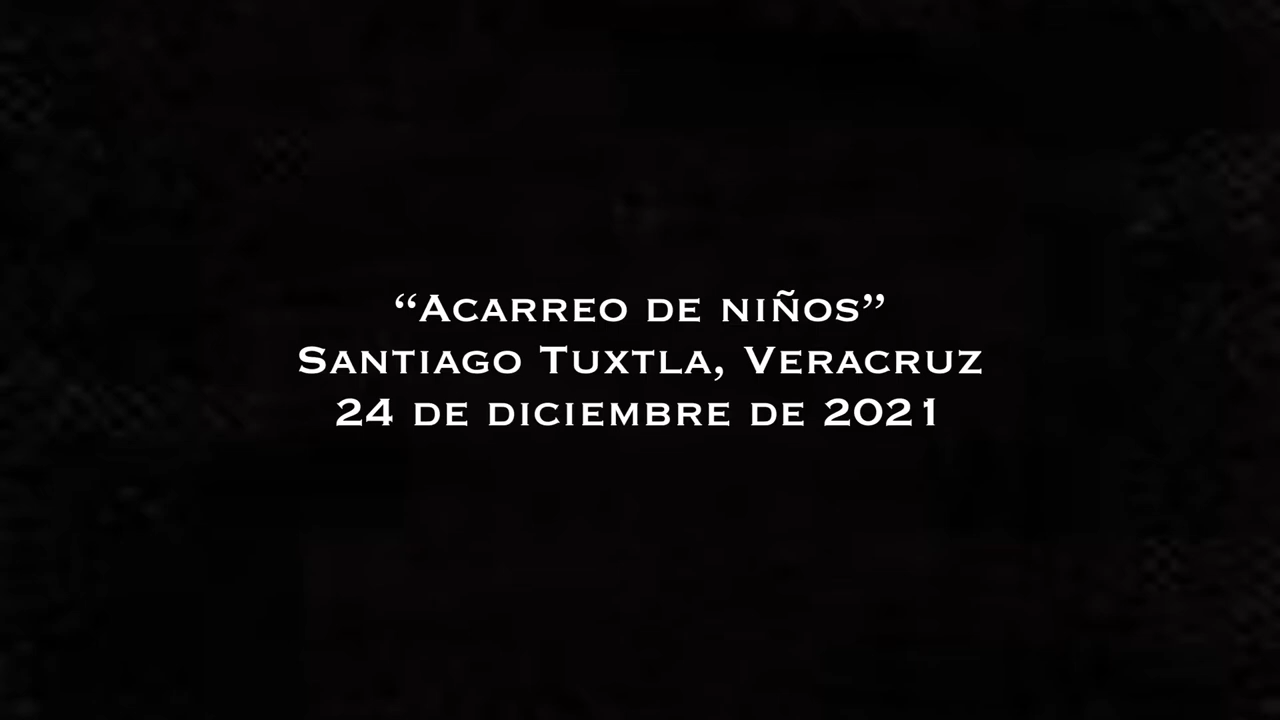 “Acarreo de niños”
Santiago Tuxtla, Veracruz
24 de diciembre de 2021